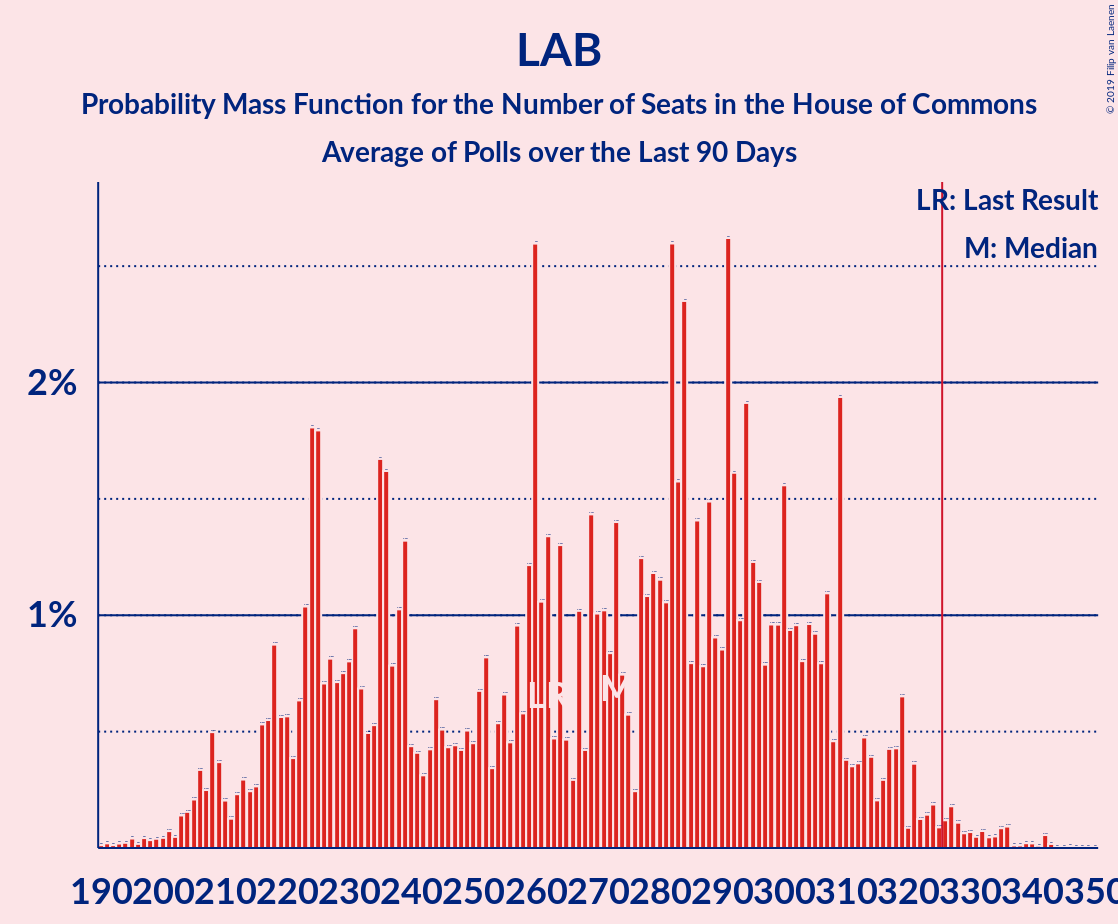 LAB
Probability Mass Function for the Number of Seats in the House of Commons
Average of Polls over the Last 90 Days
© 2019 Filip van Laenen
LR: Last Result
M: Median
2%
1%
LR M
190 200 210 220 230 240 250 260 270 280 290 300 310 320 330 340 350